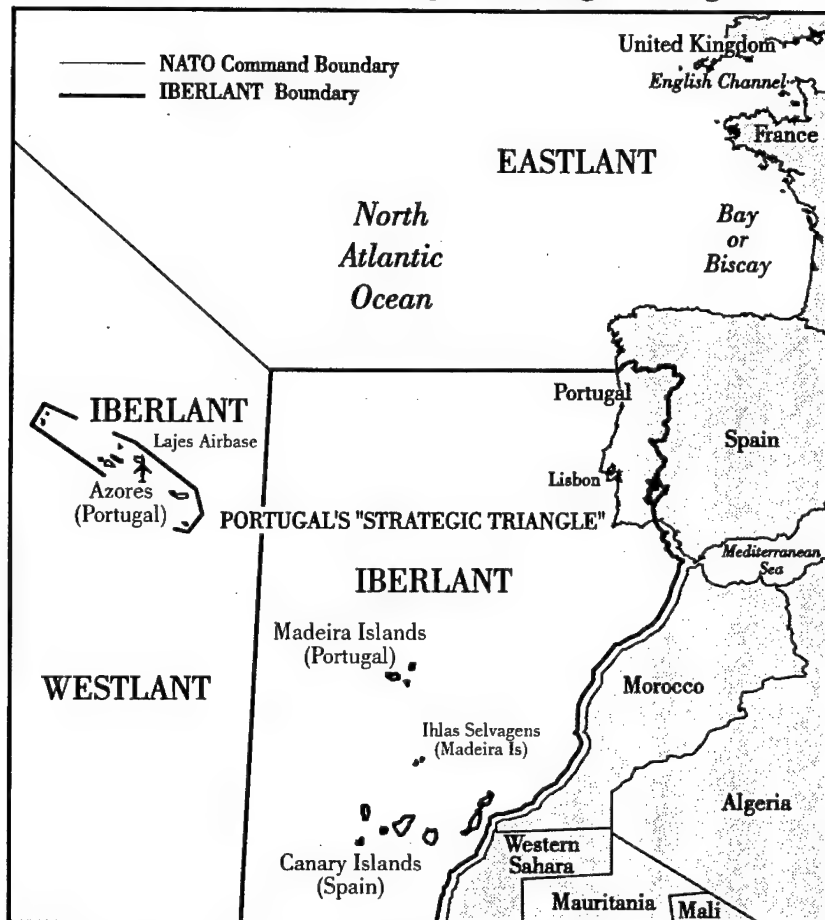 NATO Command Boundary
IBERLANT Boundary
United Kingdom
English Channel
France
EASTLANT
North
Atlantic
Ocean
Bay
or
Biscay
IBERLANT
Lajes Airbase
Azores
(Portugal)
Portugal
Spain
Lisbon
PORTUGAL'S "STRATEGIC TRIANGLE"
Mediterranean
Sea
IBERLANT
Madeira Islands
(Portugal)
WESTLANT
Morocco
Ihlas Selvagens
(Madeira Is)
Algeria
Canary Islands
(Spain)
Western
Sahara
Mauritania
Mali